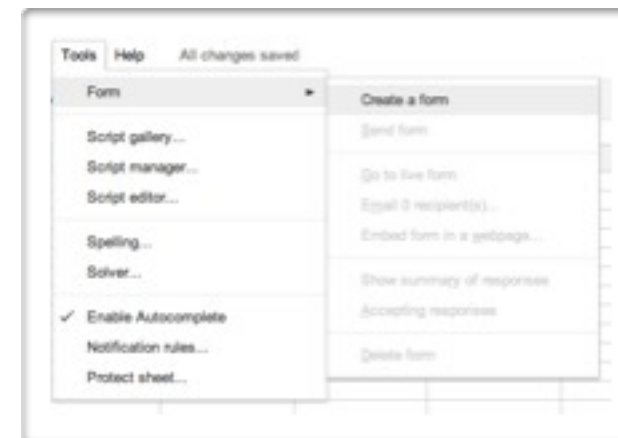 Tools Help All changes saved
Form
Script gallery...
Script manager...
Script editor...
Spelling...
Solver...
Enable Autocomplete
Notification rules...
Protect sheet...
Create a form
Send form
Go to live form
Email 0 recipient(s)...
Embed form in a webpage...
Show summary of responses
Accepting responses
Delete form